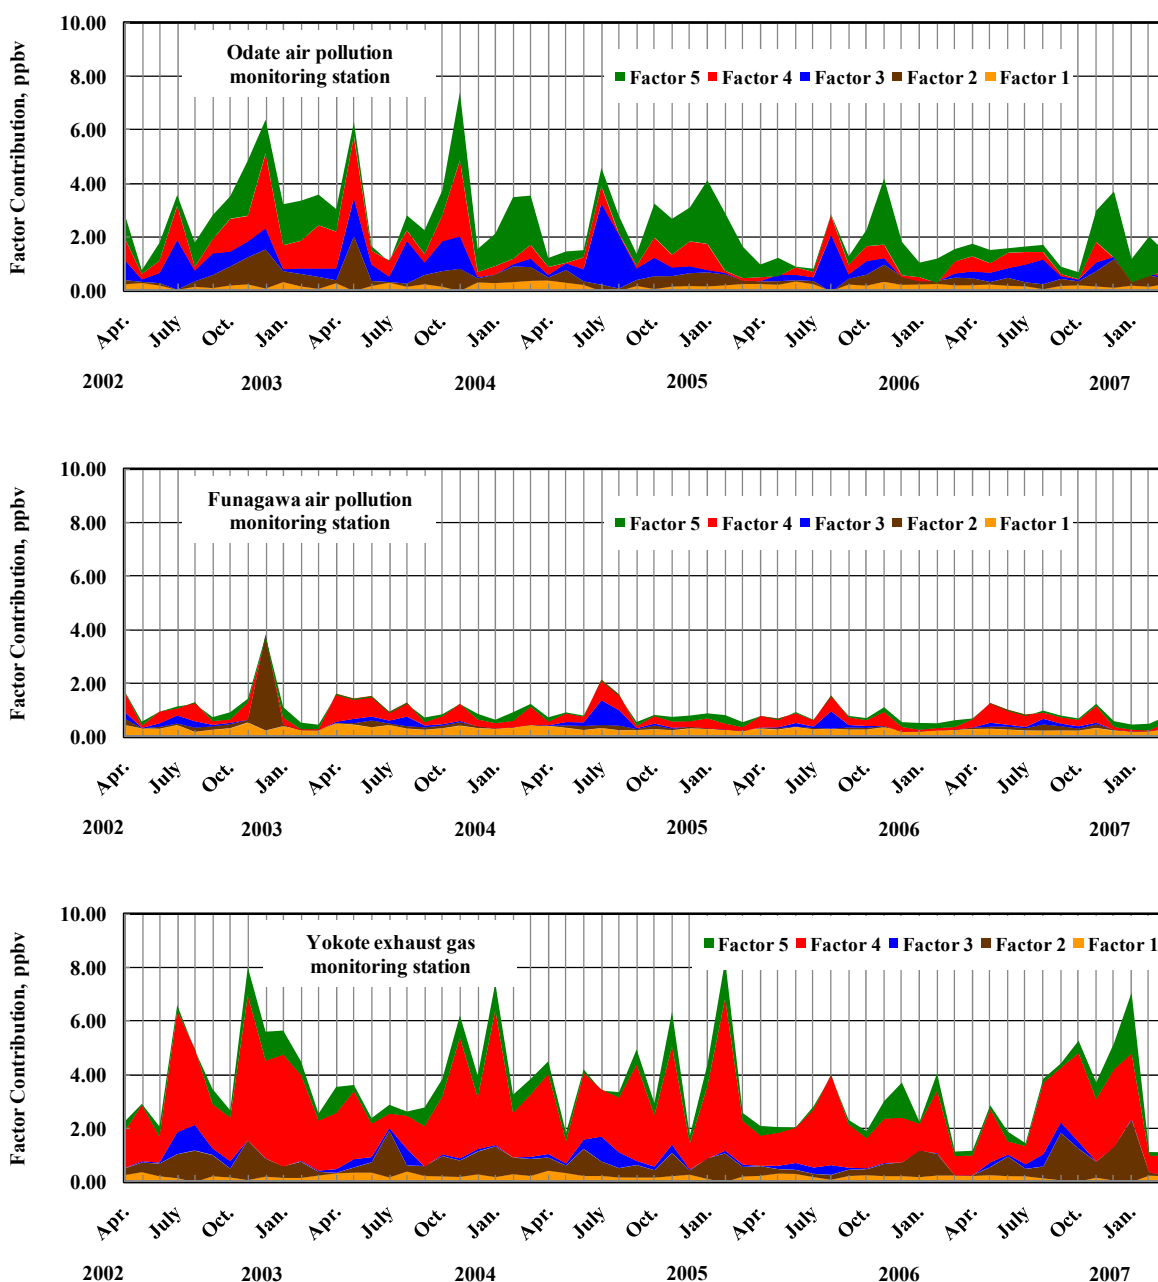 Factor Contribution, ppbv
10.00
8.00
6.00
4.00
2.00
0.00
Odate air pollution
monitoring station
Factor 5 Factor 4 Factor 3 Factor 2 Factor 1
Apr. July Oct. Jan. Apr. July Oct. Jan. Apr. July Oct. Jan. Apr. July Oct. Jan. Apr. July Oct. Jan.
2002 2003 2004 2005 2006 2007
Factor Contribution, ppbv
10.00
8.00
6.00
4.00
2.00
0.00
Funagawa air pollution
monitoring station
Factor 5 Factor 4 Factor 3 Factor 2 Factor 1
Apr. July Oct. Jan. Apr. July Oct. Jan. Apr. July Oct. Jan. Apr. July Oct. Jan. Apr. July Oct. Jan.
2002 2003 2004 2005 2006 2007
Factor Contribution, ppbv
10.00
8.00
6.00
4.00
2.00
0.00
Yokote exhaust gas
monitoring station
Factor 5 Factor 4 Factor 3 Factor 2 Factor 1
Apr. July Oct. Jan. Apr. July Oct. Jan. Apr. July Oct. Jan. Apr. July Oct. Jan. Apr. July Oct. Jan.
2002 2003 2004 2005 2006 2007